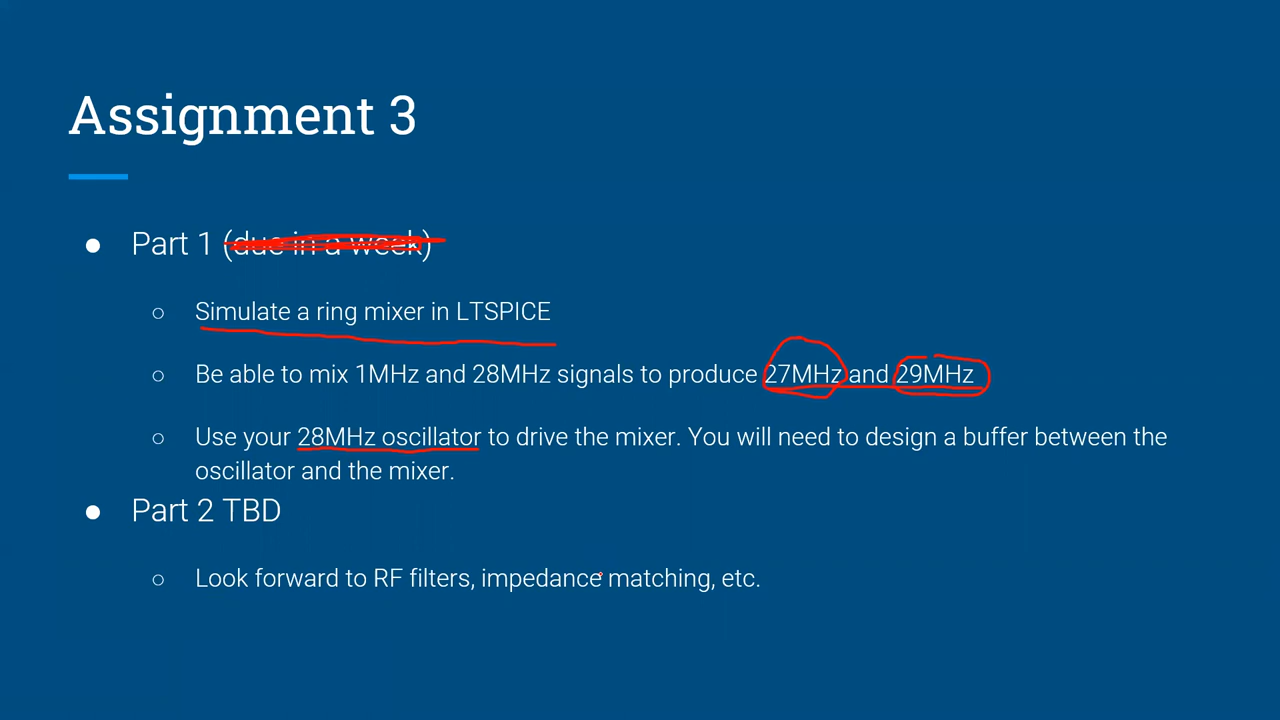 Assignment 3
● Part 1 (due in a week)
○ Simulate a ring mixer in LTSPICE
○ Be able to mix 1MHz and 28MHz signals to produce 27MHz and 29MHz
○ Use your 28MHz oscillator to drive the mixer. You will need to design a buffer between the
oscillator and the mixer.
● Part 2 TBD
○ Look forward to RF filters, impedance matching, etc.